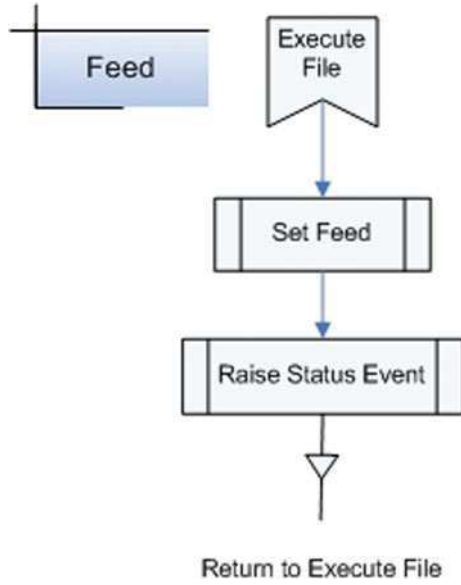 Feed
Execute
File
Set Feed
Raise Status Event
Return to Execute File